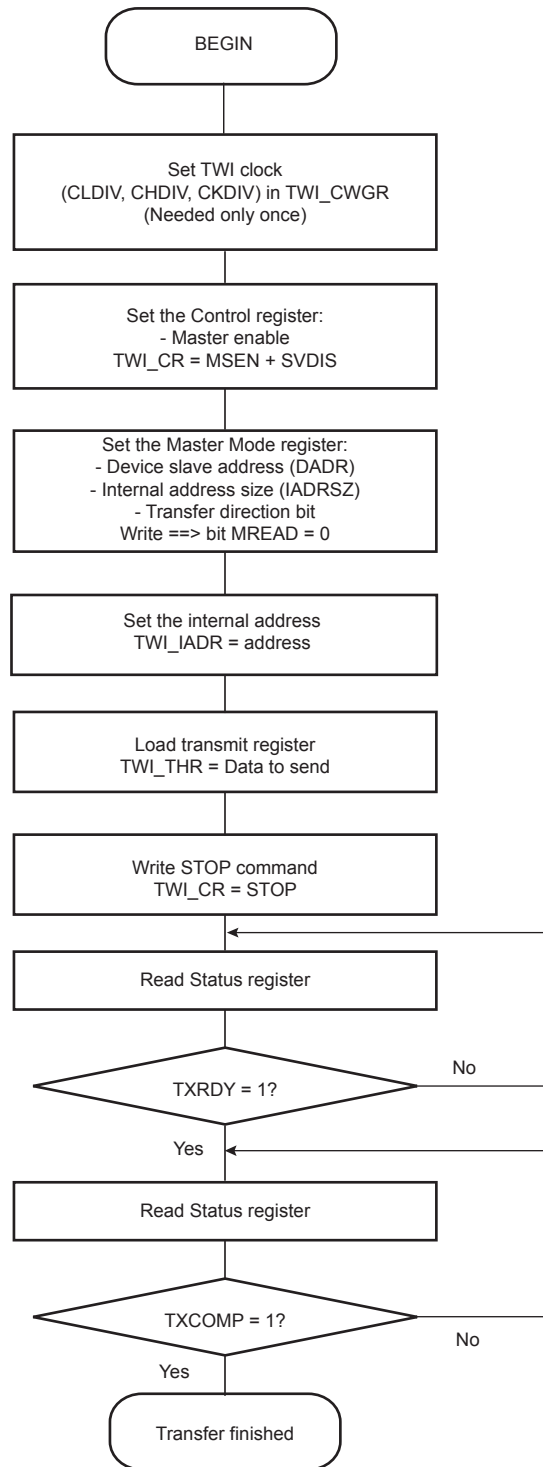 BEGIN
Set TWI clock
(CLDIV, CHDIV, CKDIV) in TWI_CWGR
(Needed only once)
Set the Control register:
- Master enable
TWI_CR = MSEN + SVDIS
Set the Master Mode register:
- Device slave address (DADR)
- Internal address size (IADRSZ)
- Transfer direction bit
Write ==> bit MREAD = 0
Set the internal address
TWI_IADR = address
Load transmit register
TWI_THR = Data to send
Write STOP command
TWI_CR = STOP
Read Status register
TXRDY = 1?
No
Yes
Read Status register
TXCOMP = 1?
No
Yes
Transfer finished